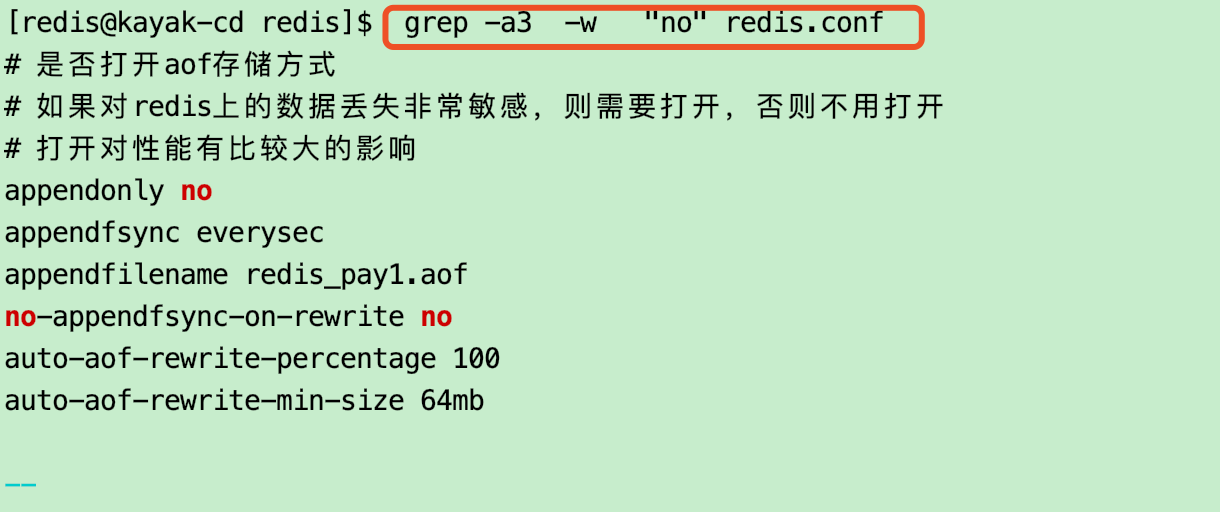 [redis@kayak-cd redis]$ grep -a3  -w   "no" redis.conf
# 是否打开aof存储方式
# 如果对redis上的数据丢失非常敏感，则需要打开，否则不用打开
# 打开对性能有比较大的影响
appendonly no
appendfsync everysec
appendfilename redis_pay1.aof
no-appendfsync-on-rewrite no
auto-aof-rewrite-percentage 100
auto-aof-rewrite-min-size 64mb
--